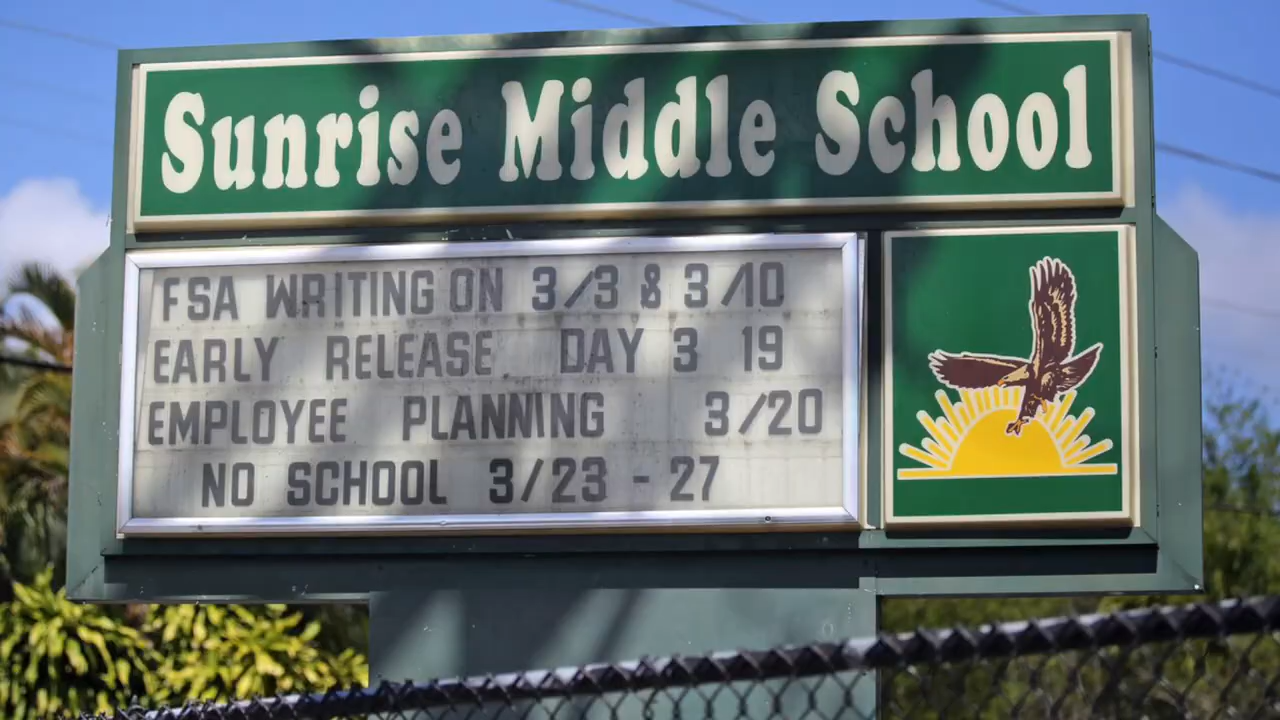 Sunrise Middle School
FSA WRITING ON 3/3 & 3/10
EARLY RELEASE DAY 3 19
EMPLOYEE PLANNING 3/20
NO SCHOOL 3/23 - 27